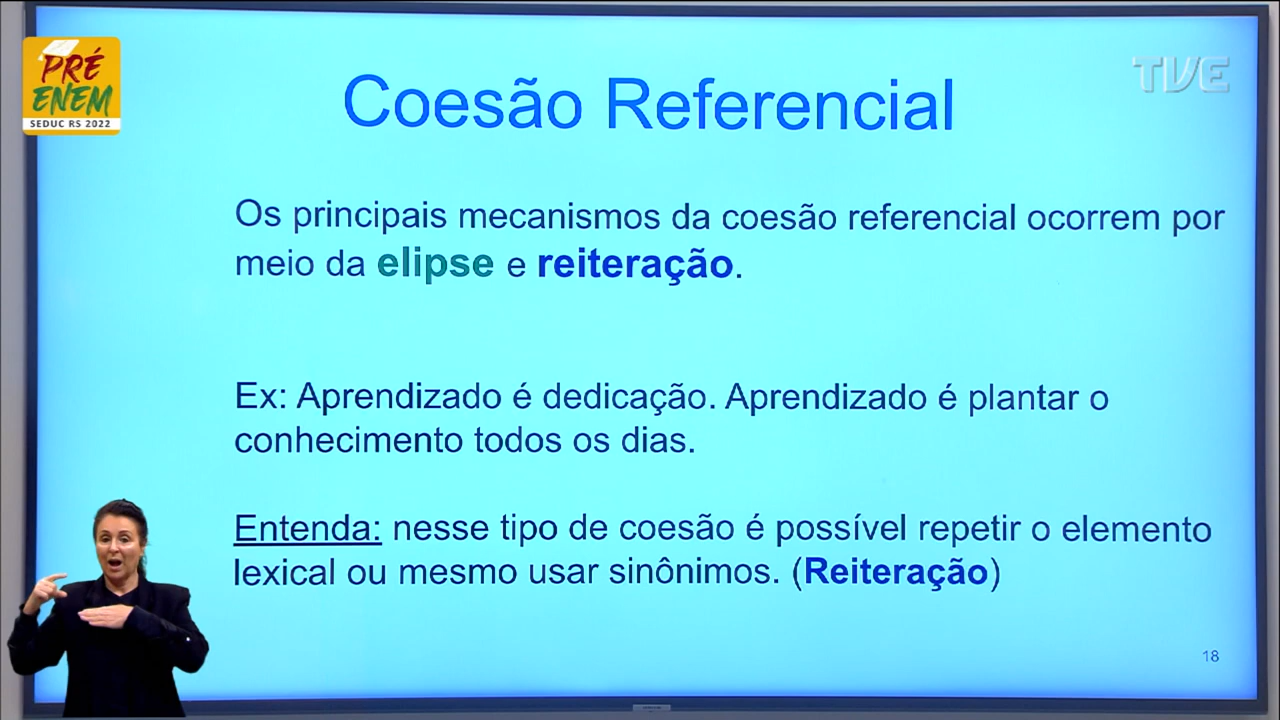 PRÉ
ENEM
SEDUC RS 2022
TVE
Coesão Referencial
Os principais mecanismos da coesão referencial ocorrem por
meio da elipse e reiteração.
Ex: Aprendizado é dedicação. Aprendizado é plantar o
conhecimento todos os dias.
Entenda: nesse tipo de coesão é possível repetir o elemento
lexical ou mesmo usar sinônimos. (Reiteração)
18